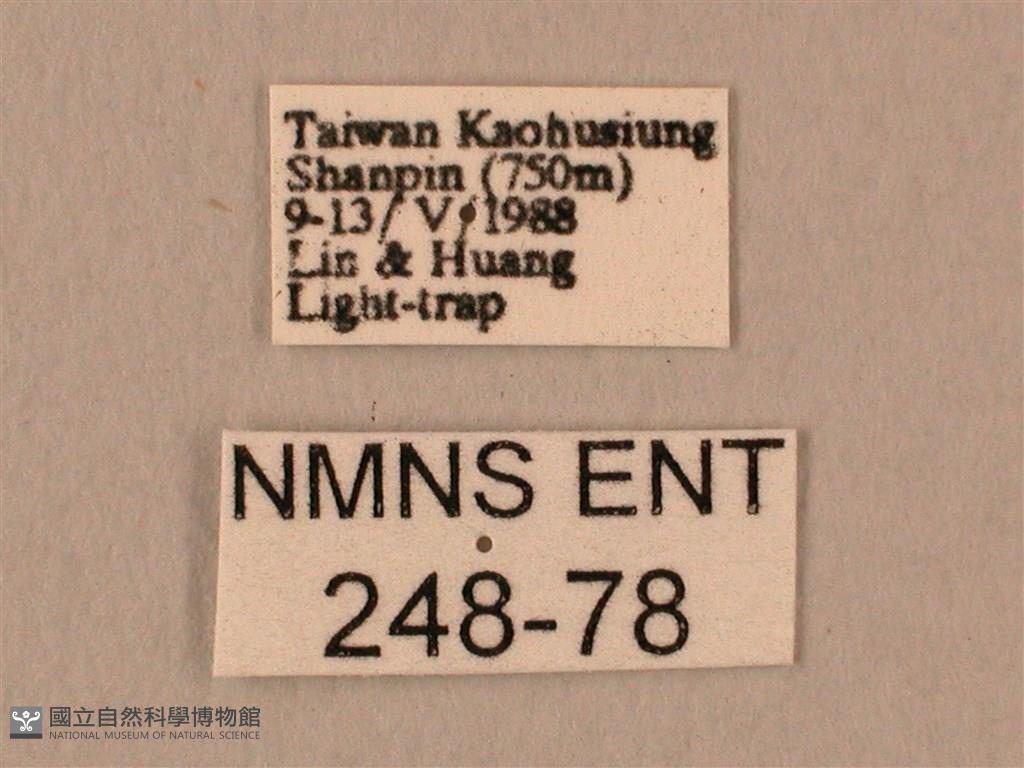 Taiwan Kaohusiung
Shanpin (750m)
9-13/ V/ 1988
Lin & Huang
Light-trap
NMNS ENT
248-78
國立自然科學博物館
NATIONAL MUSEUM OF NATURAL SCIENCE